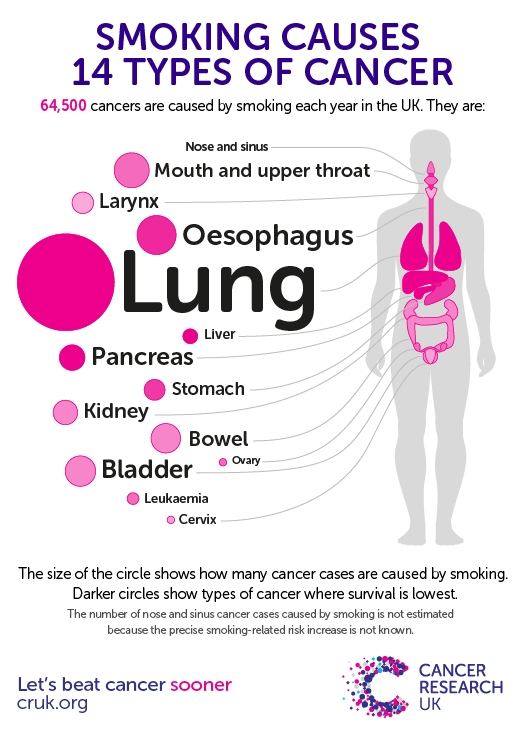 SMOKING CAUSES
14 TYPES OF CANCER
64,500 cancers are caused by smoking each year in the UK. They are:
Nose and sinus
Mouth and upper throat
Larynx
Oesophagus
Lung
Liver
Pancreas
Stomach
Kidney
Bowel
Ovary
Bladder
Leukaemia
Cervix
The size of the circle shows how many cancer cases are caused by smoking.
Darker circles show types of cancer where survival is lowest.
The number of nose and sinus cancer cases caused by smoking is not estimated
because the precise smoking-related risk increase is not known.
Let's beat cancer sooner
cruk.org
CANCER
RESEARCH
UK